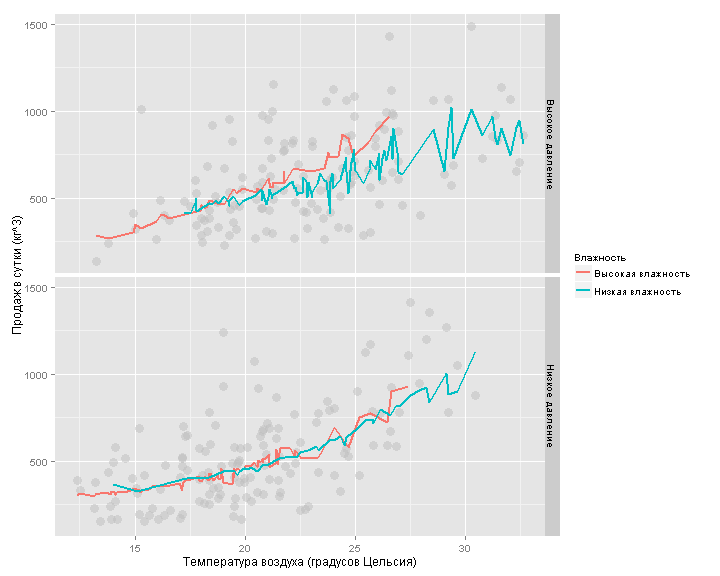 1500
1000
500
Высокое давление
1500
1000
500
Низкое давление
15
20
25
30
Температура воздуха (градусов Цельсия)
Продаж в сутки (кг^3)
Влажность
Высокая влажность
Низкая влажность